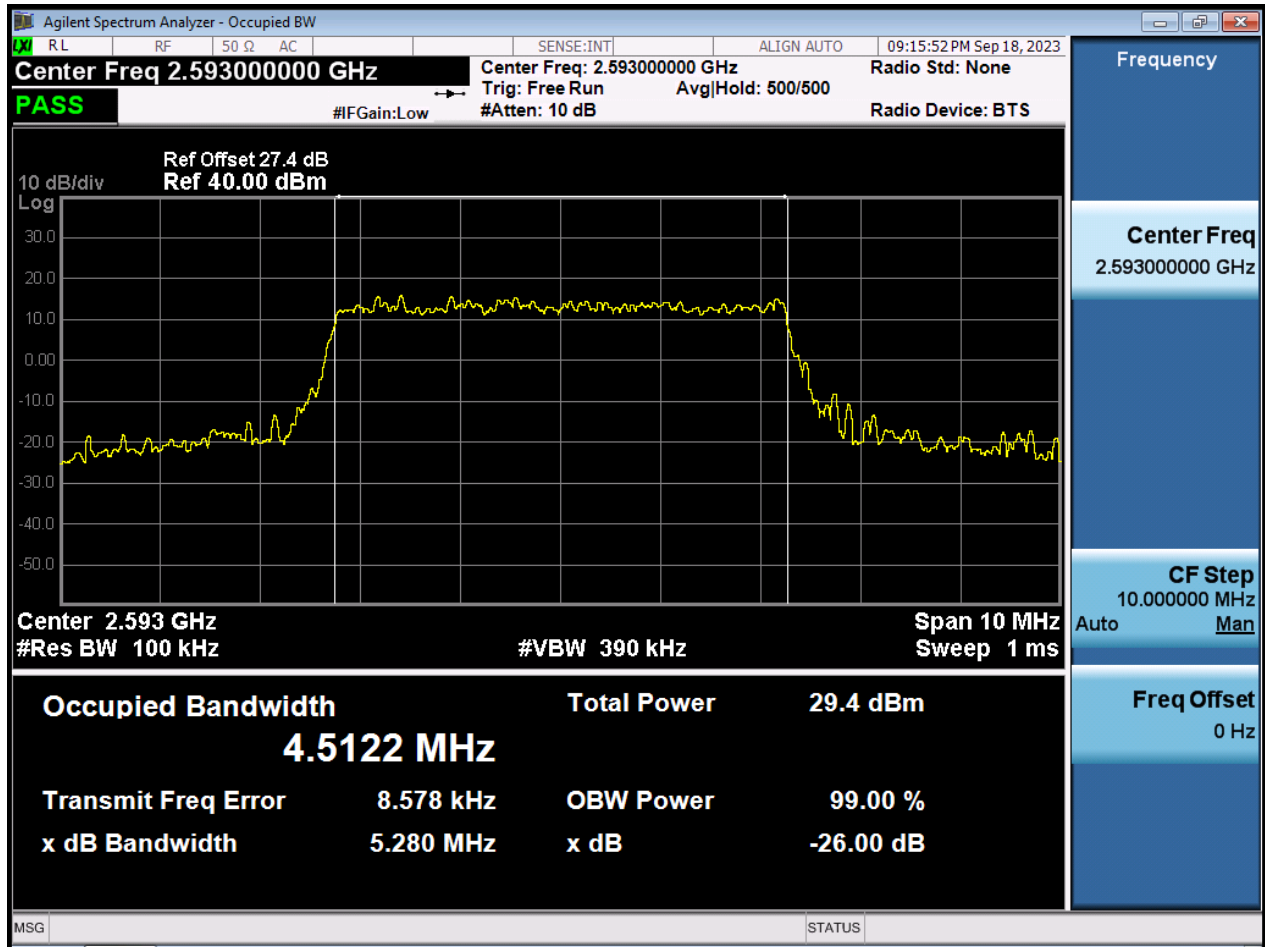 Agilent Spectrum Analyzer - Occupied BW
LXI RL RF 50 Ω AC SENSE:INT ALIGN AUTO 09:15:52 PM Sep 18, 2023
Center Freq 2.593000000 GHz
PASS
#IFGain:Low
Center Freq: 2.593000000 GHz
Trig: Free Run Avg|Hold: 500/500
#Atten: 10 dB
Radio Std: None
Radio Device: BTS
Ref Offset 27.4 dB
10 dB/div Ref 40.00 dBm
Log
30.0
20.0
10.0
0.00
-10.0
-20.0
-30.0
-40.0
-50.0
Center 2.593 GHz Span 10 MHz
#Res BW 100 kHz #VBW 390 kHz Sweep 1 ms
Occupied Bandwidth Total Power 29.4 dBm
4.5122 MHz
Transmit Freq Error 8.578 kHz OBW Power 99.00 %
x dB Bandwidth 5.280 MHz x dB -26.00 dB
Frequency
Center Freq
2.593000000 GHz
CF Step
10.000000 MHz
Auto Man
Freq Offset
0 Hz
MSG STATUS